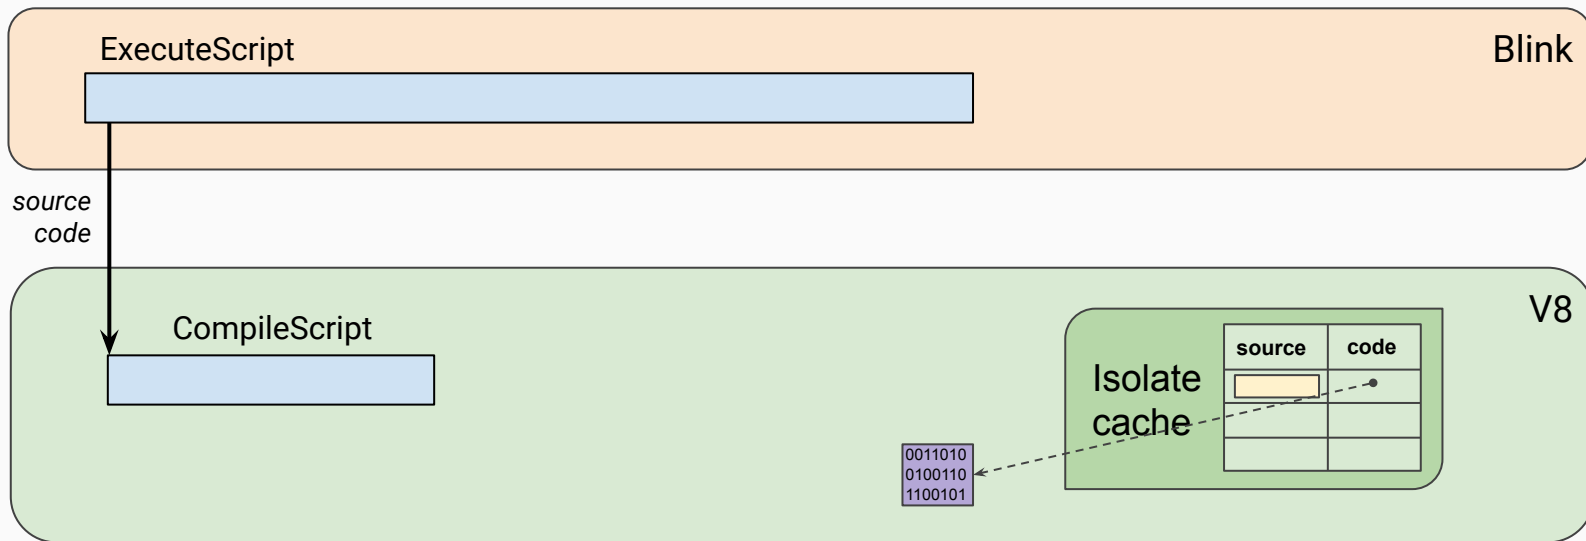 ExecuteScript
Blink
source
code
V8
CompileScript
source code
Isolate
cache
0011010
0100110
1100101